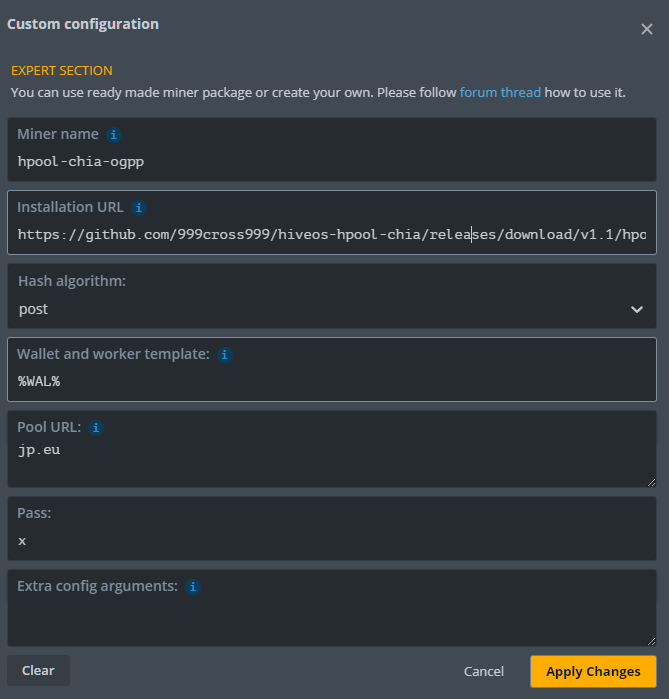 Custom configuration
EXPERT SECTION
You can use ready made miner package or create your own. Please follow forum thread how to use it.
Miner name
hpool-chia-ogpp
Installation URL
https://github.com/999cross999/hiveos-hpool-chia/releases/download/v1.1/hpo
Hash algorithm:
post
Wallet and worker template:
%WAL%
Pool URL:
jp.eu
Pass:
x
Extra config arguments:
Clear
Cancel
Apply Changes